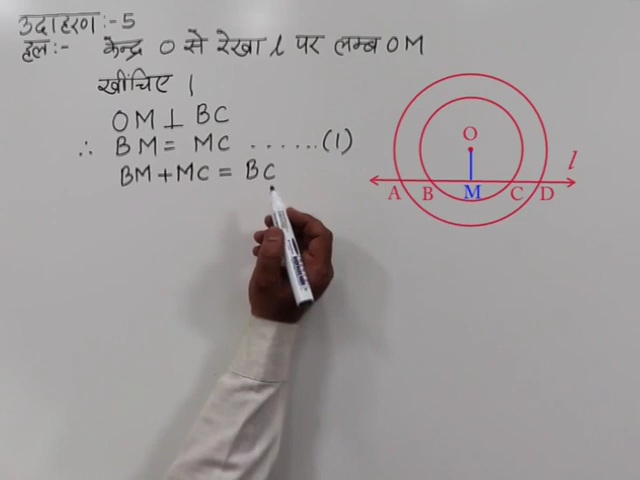 उदाहरण :- 5
हल :- केन्द्र O से रेखा l पर लम्ब OM
खींचिए |
OM ⊥ BC
∴ BM = MC ......(1)
BM + MC = BC
O
l
A B M C D